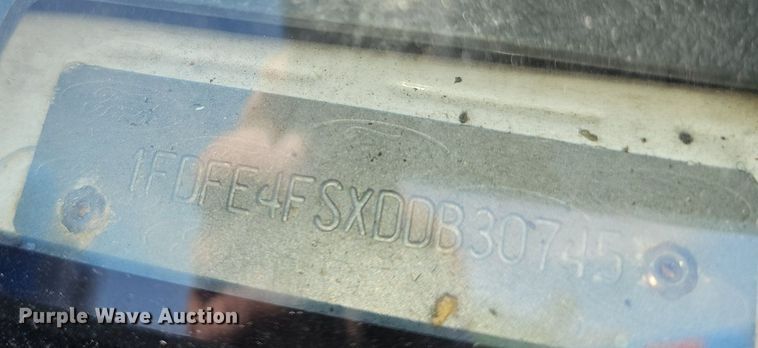 1FDFE4FSXDDB30745
Purple Wave Auction